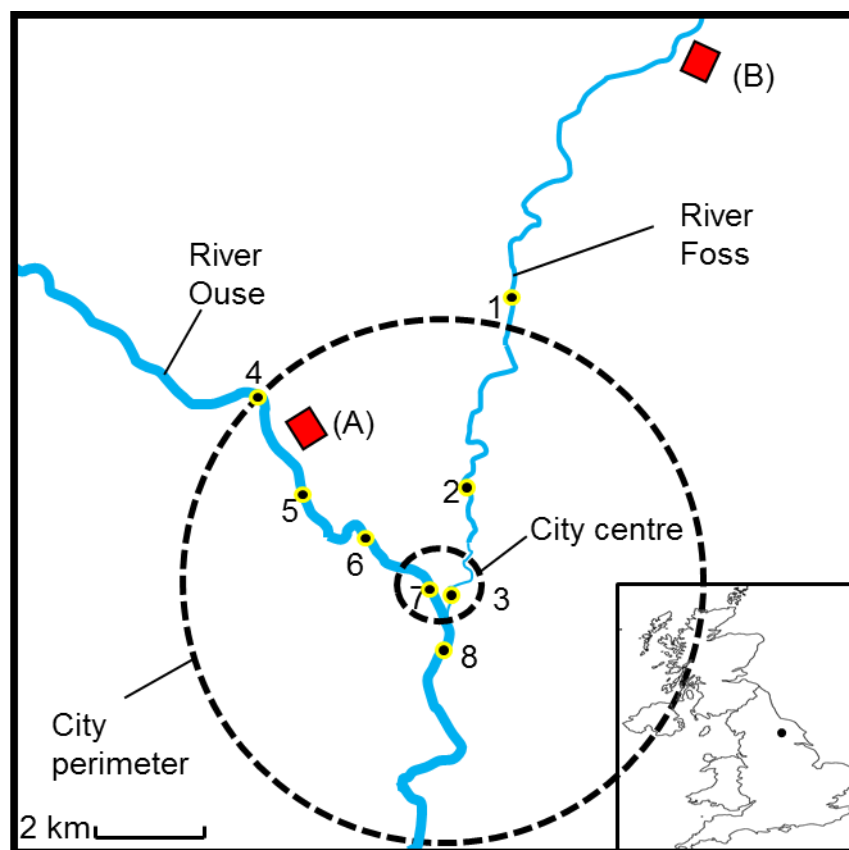 (B)
River
Foss
River
Ouse
1
4
(A)
2
5
City centre
6
7
3
8
City
perimeter
2 km